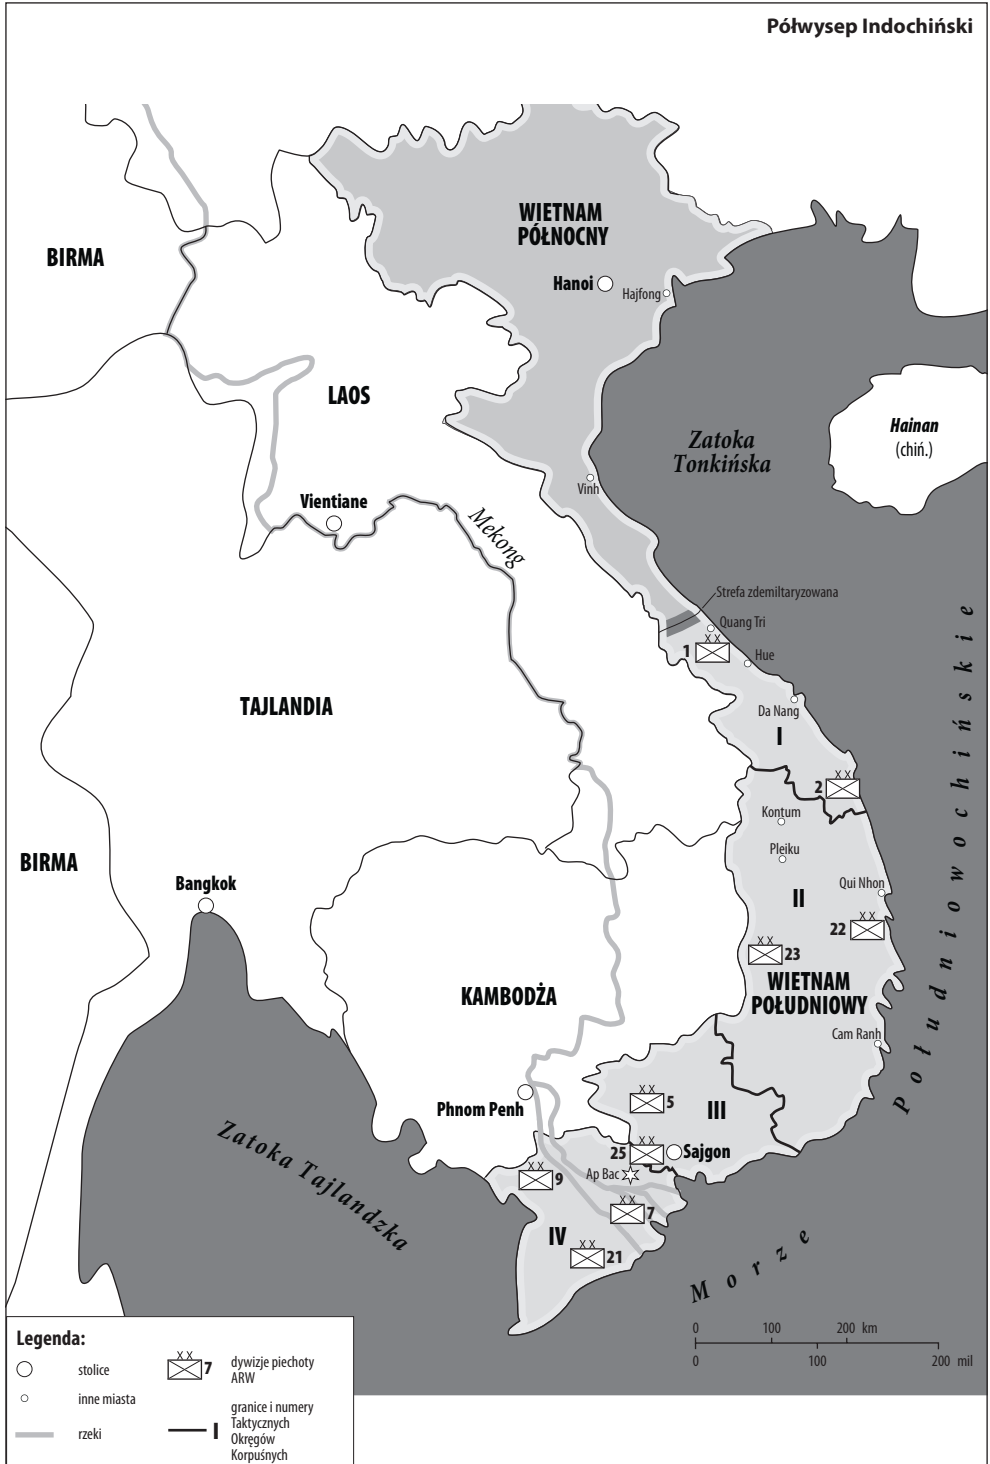 Półwysep Indochiński
WIETNAM
PÓŁNOCNY
BIRMA
Hanoi
Hajfong
LAOS
Hainan
(chiń.)
Zatoka
Tonkińska
Vinh
Vientiane
Mekong
Strefa zdemiltaryzowana
Quang Tri
X X
1
Hue
TAJLANDIA
Da Nang
I
X X
2
Kontum
Pleiku
BIRMA
Bangkok
Qui Nhon
II
X X
22
X X
23
WIETNAM
POŁUDNIOWY
KAMBODŻA
Cam Ranh
Phnom Penh
X X
5
III
X X
25
Sajgon
Ap Bac
X X
9
X X
7
IV
X X
21
Zatoka Tajlandzka
Morze Południowochińskie
0 100 200 km
0 100 200 mil
Legenda:
stolice
inne miasta
rzeki
X X
7
dywizje piechoty
ARW
I
granice i numery
Taktycznych
Okręgów
Korpuśnych